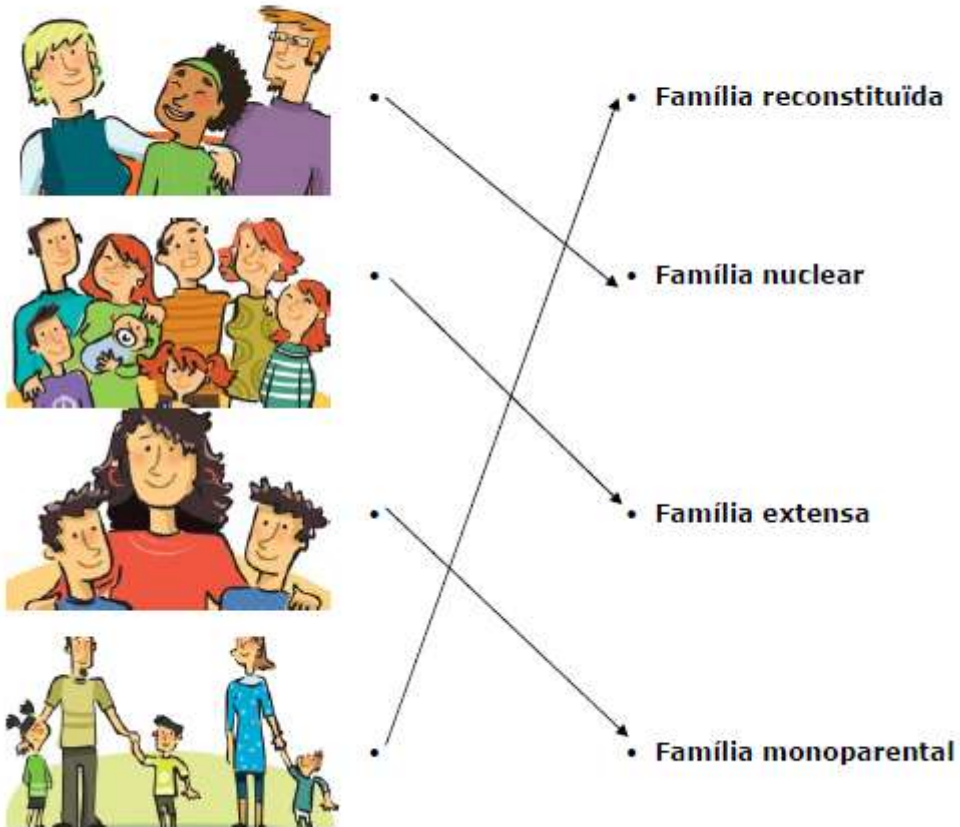 • Família reconstituïda
• Família nuclear
• Família extensa
• Família monoparental